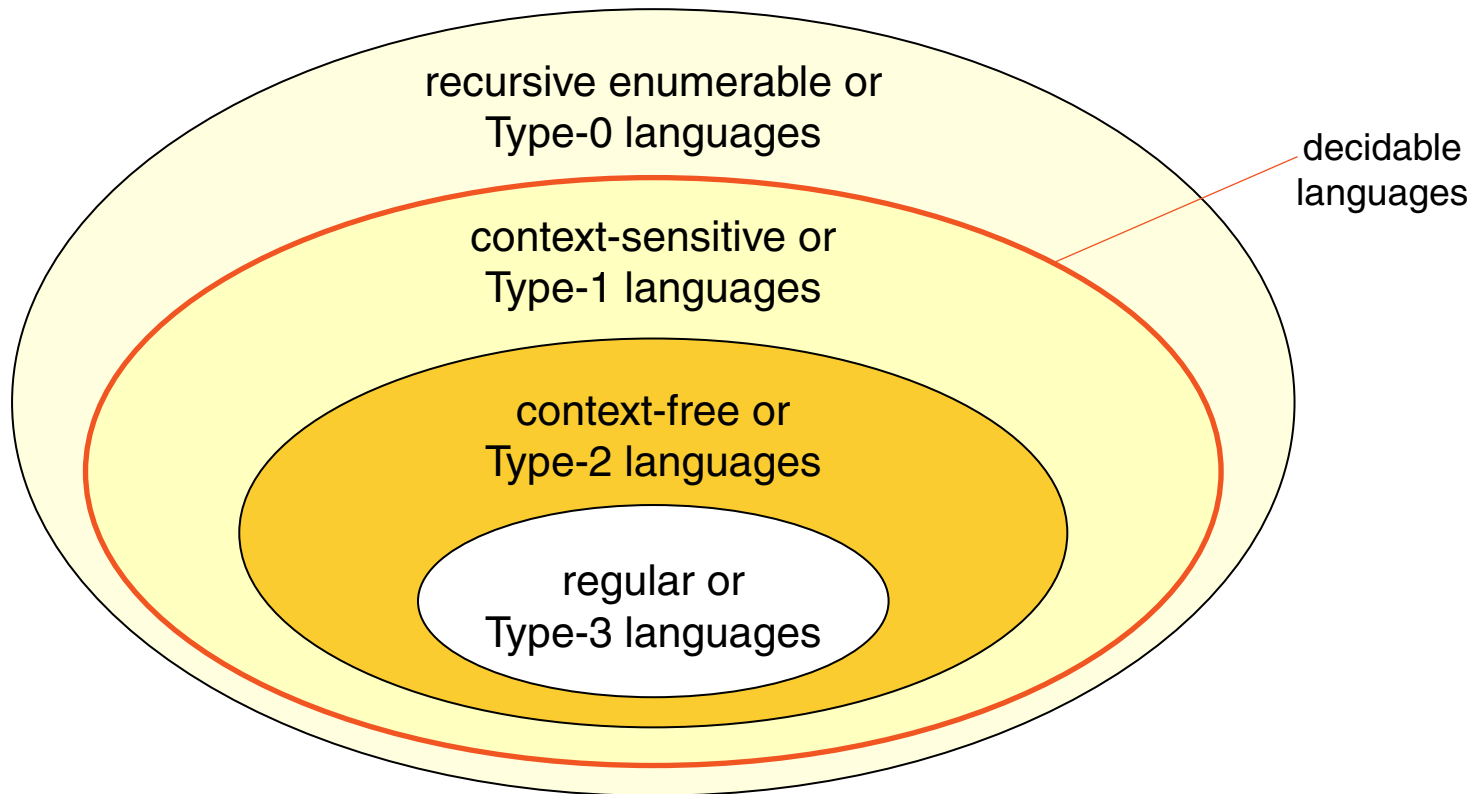 recursive enumerable or
Type-0 languages
decidable
languages
context-sensitive or
Type-1 languages
context-free or
Type-2 languages
regular or
Type-3 languages